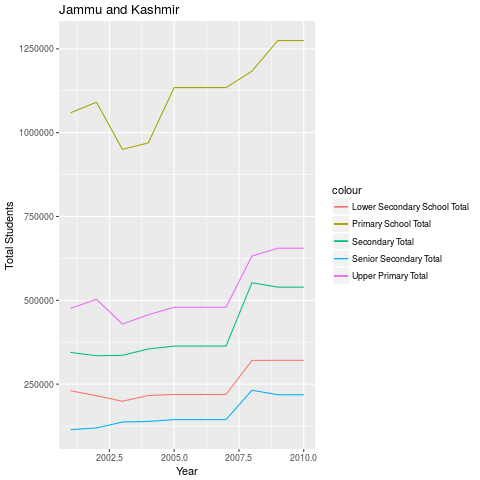 Jammu and Kashmir
1250000
1000000
750000
500000
250000
Total Students
2002.5
2005.0
2007.5
2010.0
Year
colour
Lower Secondary School Total
Primary School Total
Secondary Total
Senior Secondary Total
Upper Primary Total